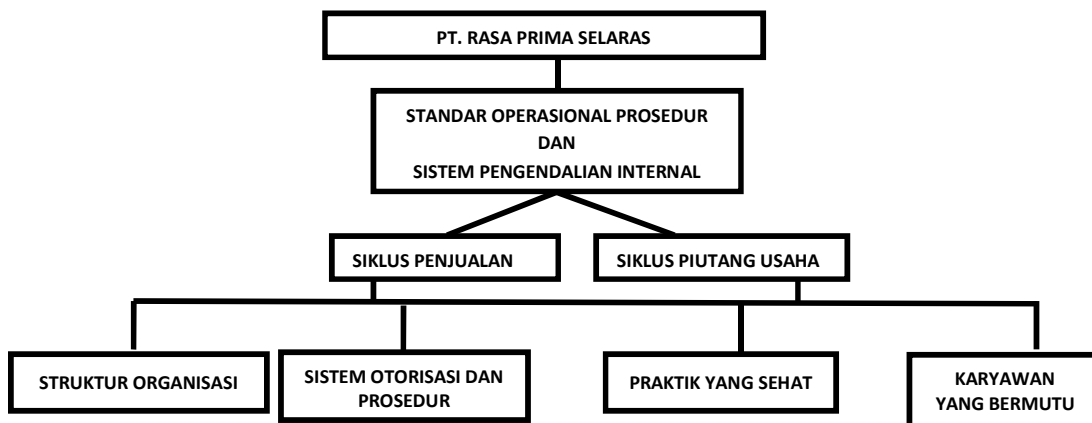 PT. RASA PRIMA SELARAS
STANDAR OPERASIONAL PROSEDUR
DAN
SISTEM PENGENDALIAN INTERNAL
SIKLUS PENJUALAN
SIKLUS PIUTANG USAHA
STRUKTUR ORGANISASI
SISTEM OTORISASI DAN
PROSEDUR
PRAKTIK YANG SEHAT
KARYAWAN
YANG BERMUTU